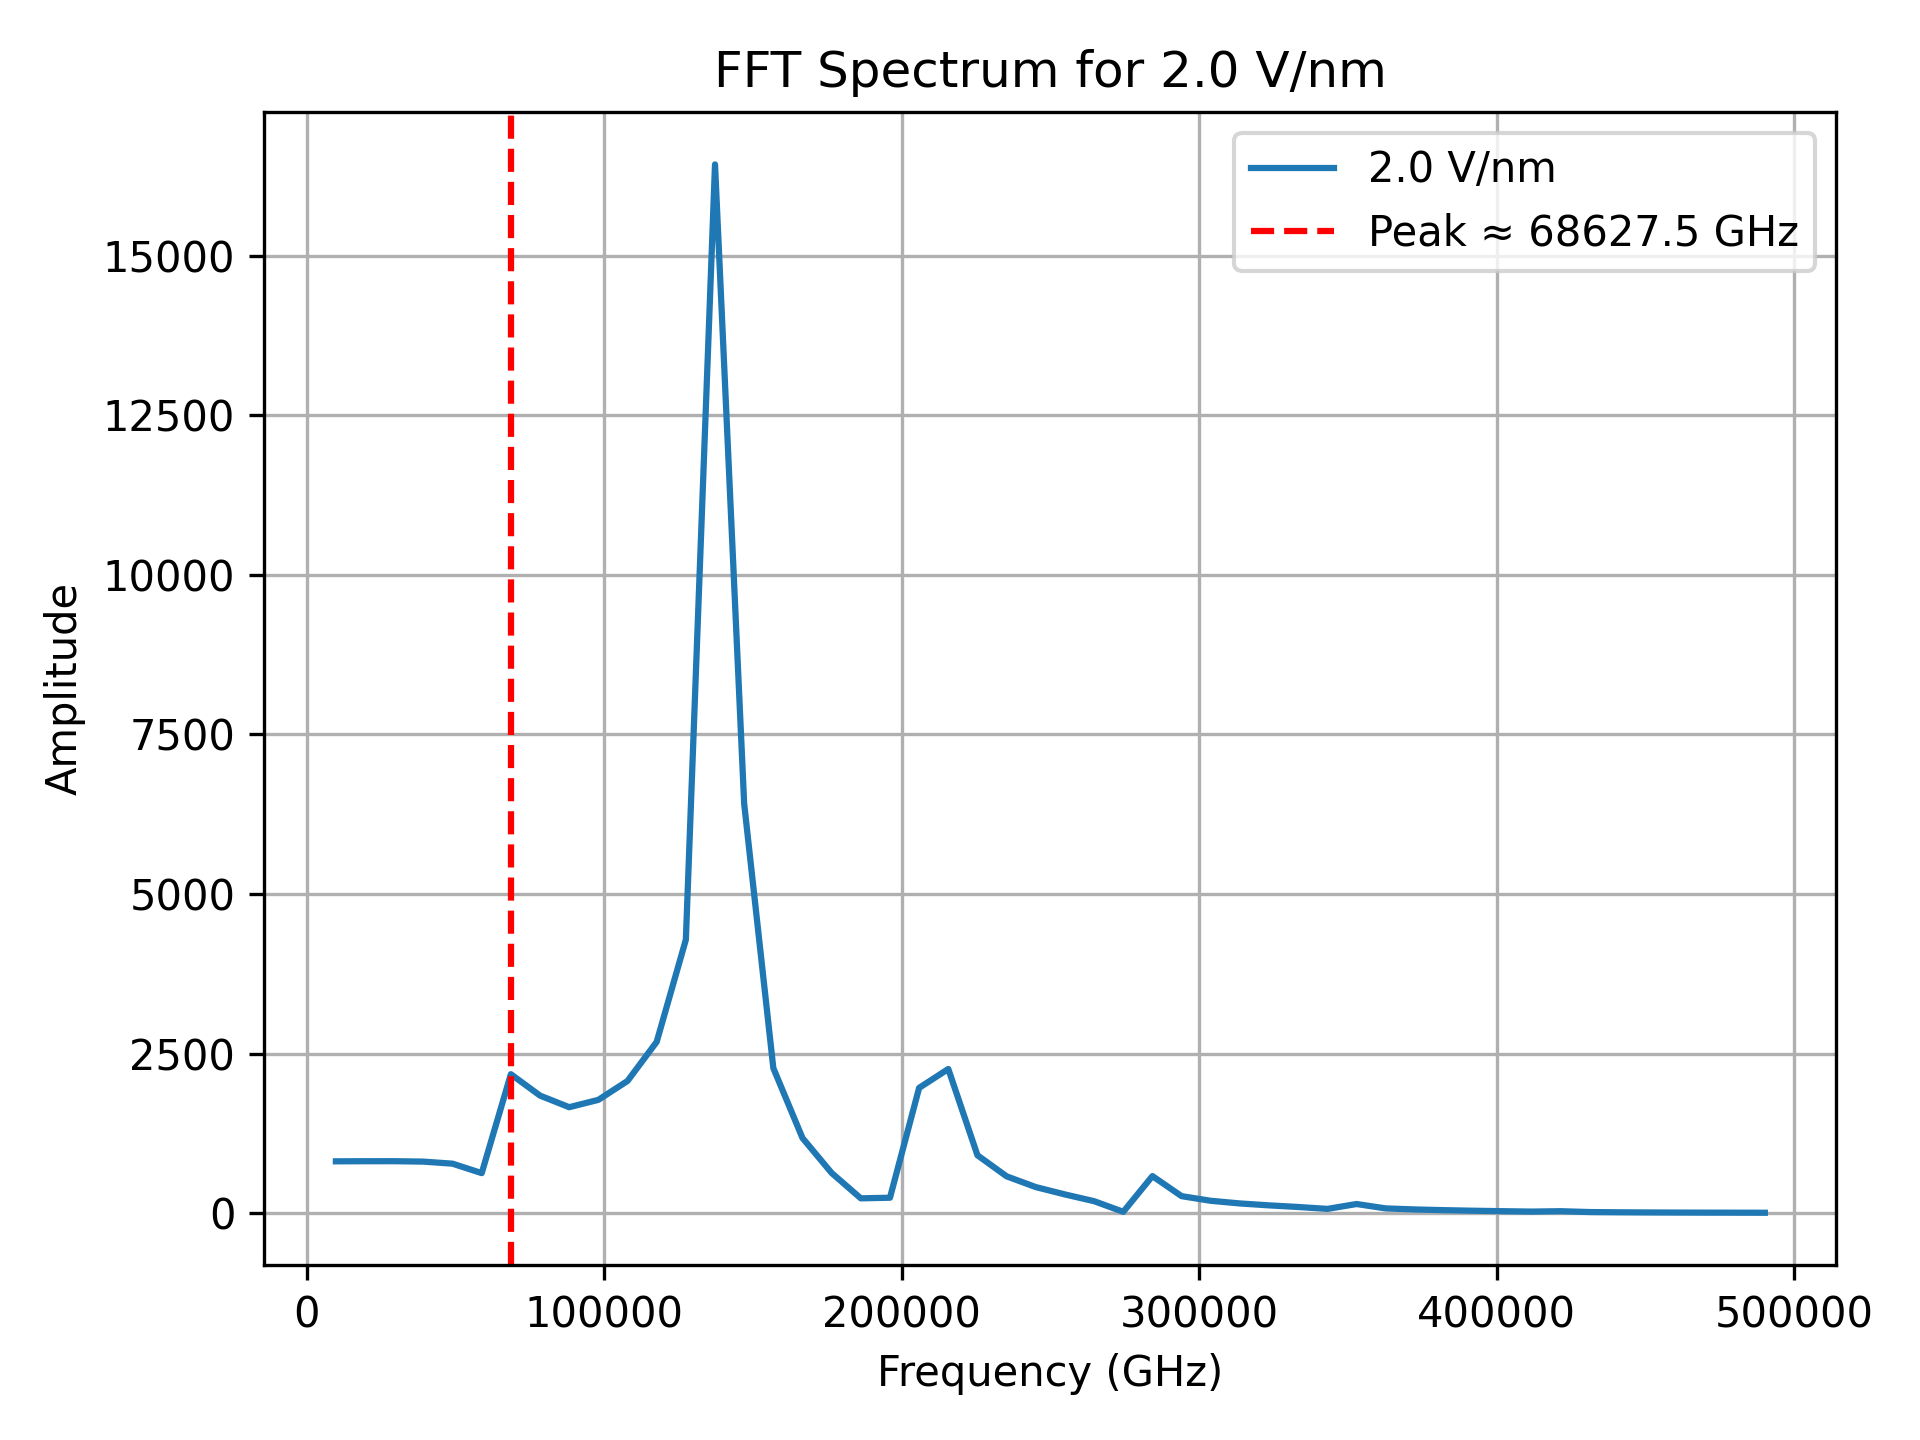 FFT Spectrum for 2.0 V/nm
2.0 V/nm
Peak ≈ 68627.5 GHz
15000
12500
10000
7500
5000
2500
0
Amplitude
0 100000 200000 300000 400000 500000
Frequency (GHz)